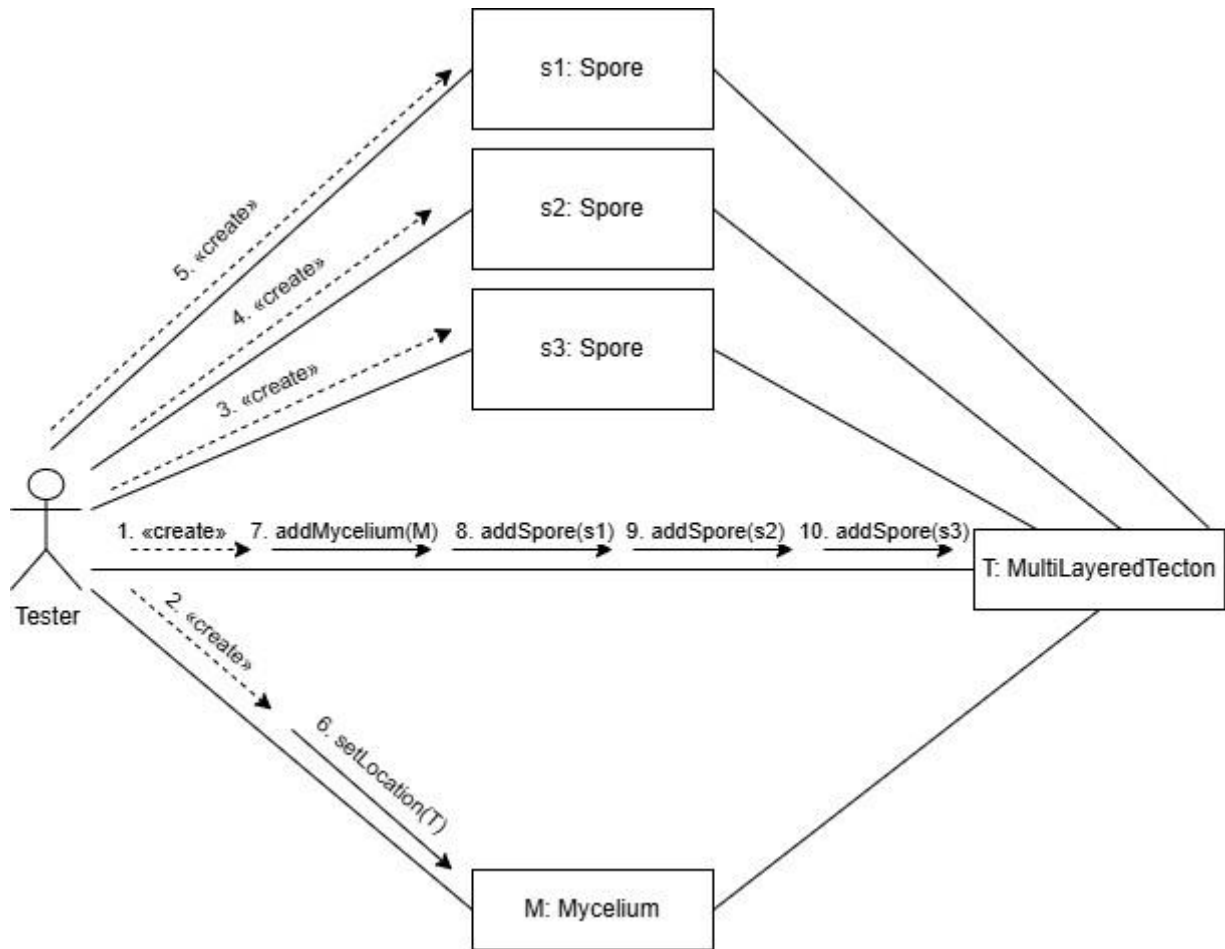 s1: Spore
s2: Spore
s3: Spore
5. «create»
4. «create»
3. «create»
1. «create»
7. addMycelium(M)
8. addSpore(s1)
9. addSpore(s2)
10. addSpore(s3)
T: MultiLayeredTecton
Tester
2. «create»
6. setLocation(T)
M: Mycelium